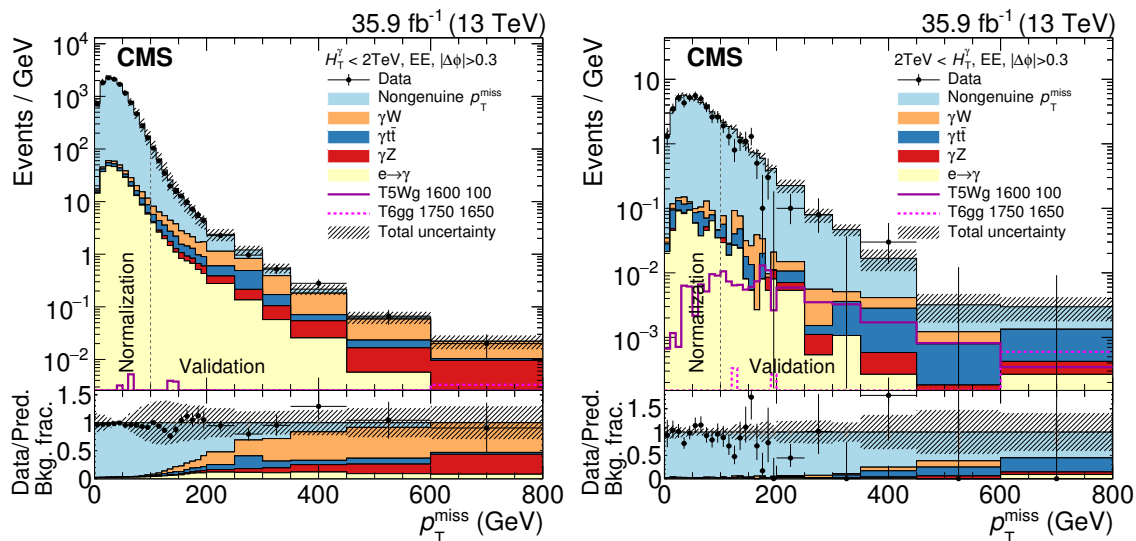 35.9 fb⁻¹ (13 TeV)
CMS
H_T^γ < 2TeV, EE, |Δϕ|>0.3
Data
Nongenuine p_T^miss
γW
γtt̄
γZ
e→γ
T5Wg 1600 100
T6gg 1750 1650
Total uncertainty
Events / GeV
10⁴
10³
10²
10
1
10⁻¹
10⁻²
Normalization
Validation
Data/Pred.
Bkg. frac.
1.5
1
0.5
0
0 200 400 600 800
p_T^miss (GeV)
35.9 fb⁻¹ (13 TeV)
CMS
2TeV < H_T^γ, EE, |Δϕ|>0.3
Data
Nongenuine p_T^miss
γW
γtt̄
γZ
e→γ
T5Wg 1600 100
T6gg 1750 1650
Total uncertainty
Events / GeV
10
1
10⁻¹
10⁻²
10⁻³
Normalization
Validation
Data/Pred.
Bkg. frac.
1.5
1
0.5
0
0 200 400 600 800
p_T^miss (GeV)